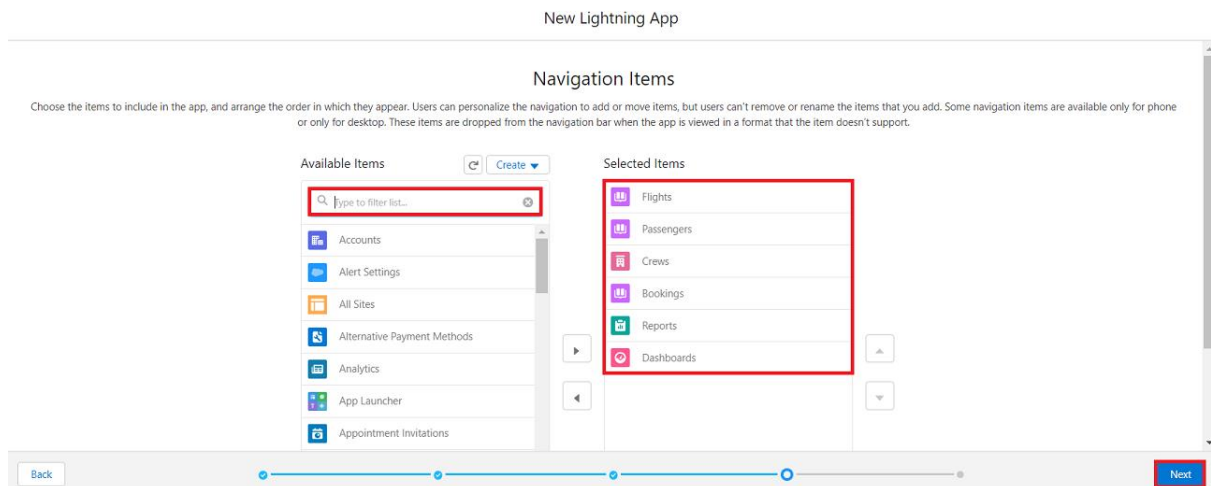 New Lightning App
Navigation Items
Choose the items to include in the app, and arrange the order in which they appear. Users can personalize the navigation to add or move items, but users can't remove or rename the items that you add. Some navigation items are available only for phone
or only for desktop. These items are dropped from the navigation bar when the app is viewed in a format that the item doesn't support.
Available Items
Create
Selected Items
Type to filter list...
Accounts
Alert Settings
All Sites
Alternative Payment Methods
Analytics
App Launcher
Appointment Invitations
Flights
Passengers
Crews
Bookings
Reports
Dashboards
Back
Next